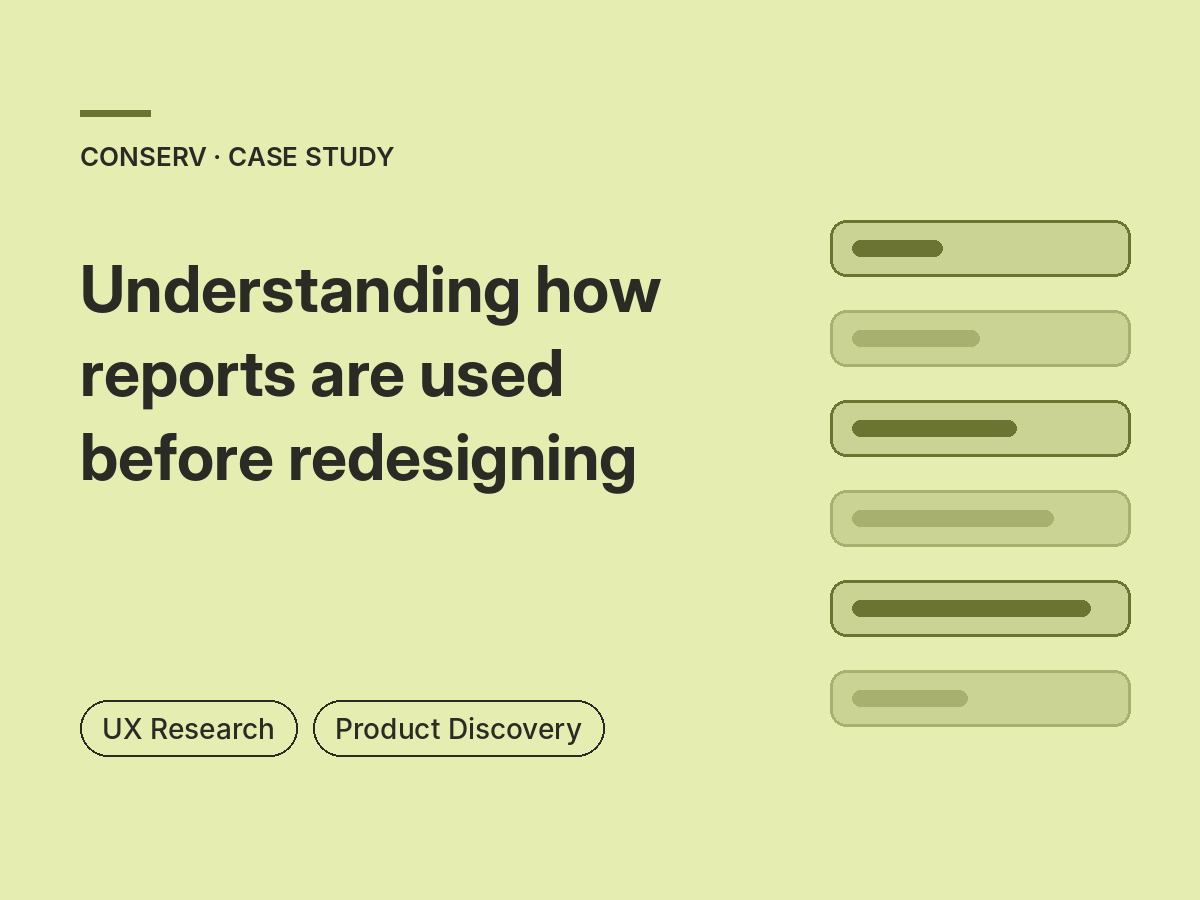 CONSERV · CASE STUDY
Understanding how
reports are used
before redesigning
UX Research
Product Discovery